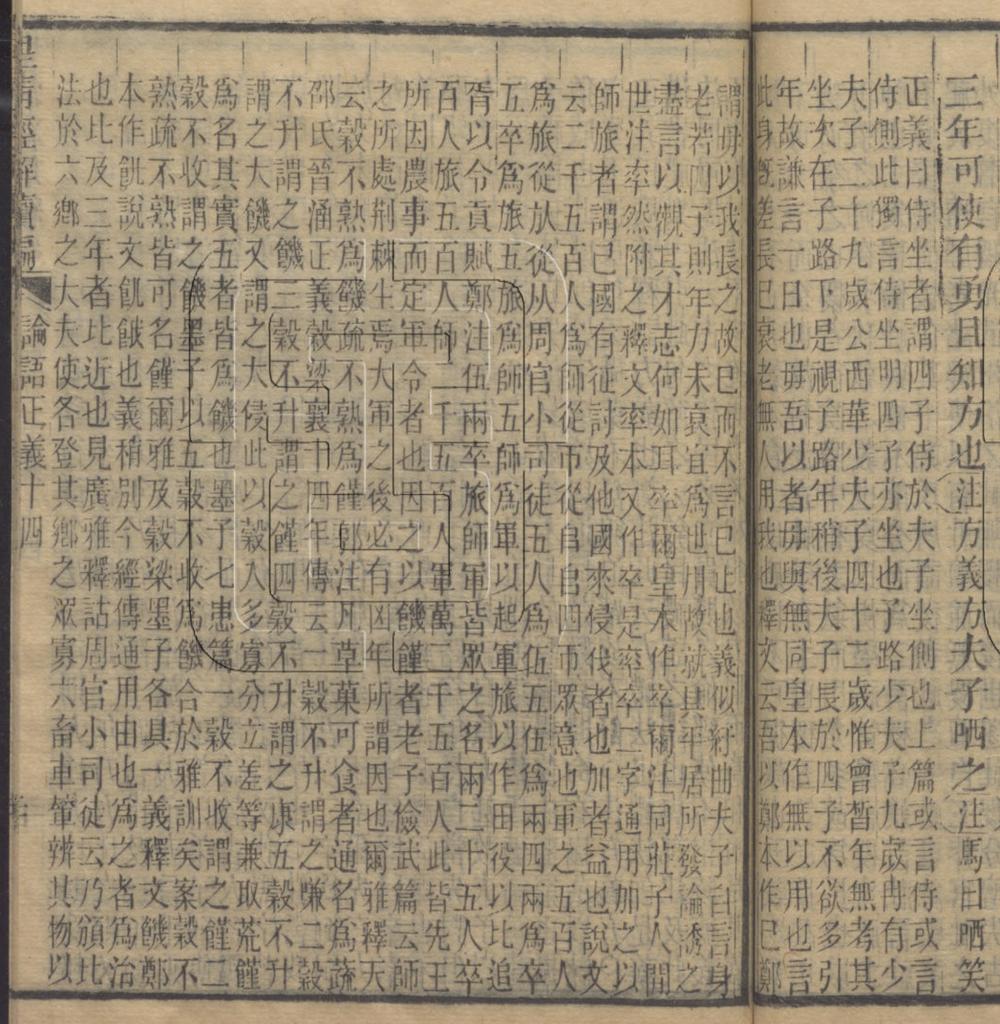 三年可使有勇且知方也注方義方夫子哂之注馬曰哂笑
正義曰侍坐者謂四子侍於夫子坐側也上篇或言侍或言
侍側此獨言侍坐明四子亦坐也子路少夫子九歲冉有少
夫子二十九歲公西華少夫子四十二歲惟曾晳年無考其
坐次在子路下是視子路年稍後夫子長於四子不欲多引
年故謙言一日也毋吾以者毋與無同皇本作無以用也言
此身既差長已衰老無人用我也釋文云吾以鄭本作已鄭
謂毋以我長之故已而不言已止也義似紆曲夫子自言身
老若四子則年力未衰宜爲世用故就其平居所發論誘之
盡言以觀其才志何如耳卒爾皇本作卒爾注同莊子人閒
世注率然附之釋文率本又作卒是率卒二字通用加之以
師旅者謂己國有征討及他國來侵伐者也加者益也說文
云二千五百人爲師從帀從𠂤𠂤四帀眾意也軍之五百人
爲旅從㫃從从周官小司徒五人爲伍五伍爲兩四兩爲卒
五卒爲旅五旅爲師五師爲軍以起軍旅以作田役以比追
胥以令貢賦鄭注伍兩卒旅師軍皆眾之名兩二十五人卒
百人旅五百人師二千五百人軍萬二千五百人此皆先王
所因農事而定軍令者也因之以饑饉者老子儉武篇云師
之所處荆棘生焉大軍之後必有凶年所謂因也爾雅釋天
云穀不熟爲饑疏不熟爲饉郭注凡草菓可食者通名爲蔬
邵氏晉涵正義穀梁襄十四年傳云一穀不升謂之嗛二穀
不升謂之饑三穀不升謂之饉四穀不升謂之康五穀不升
謂之大饑又謂之大侵此以穀入多寡分立差等兼取荒饉
爲名其實五者皆爲饑也墨子七患篇一穀不收謂之饉二
穀不收謂之饑墨子以五穀不收爲饑合於雅訓矣案穀不
熟疏不熟皆可名饉爾雅及穀梁墨子各具一義釋文饑鄭
本作飢說文飢餓也義稍別今經傳通用由也爲之者爲治
也比及三年者比近也見廣雅釋詁周官小司徒云乃頒比
法於六鄉之大夫使各登其鄉之眾寡六畜車輦辨其物以
皇清經解續編 論語正義十四